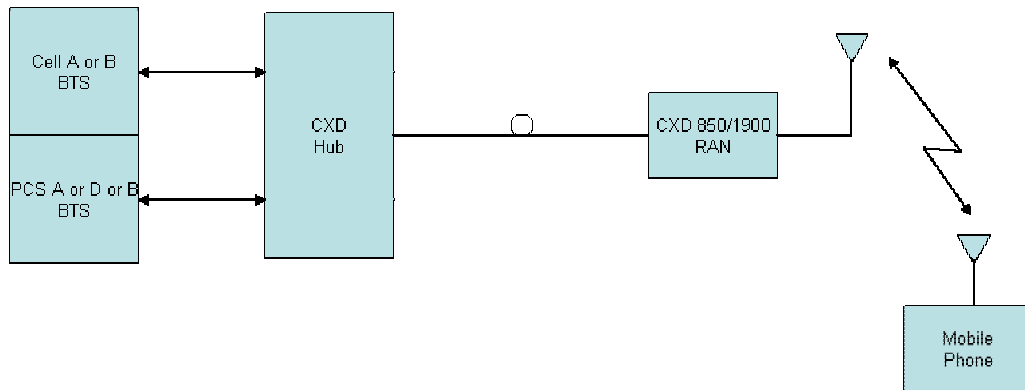 Cell A or B
BTS
PCS A or D or B
BTS
CXD
Hub
CXD 850/1900
RAN
Mobile
Phone